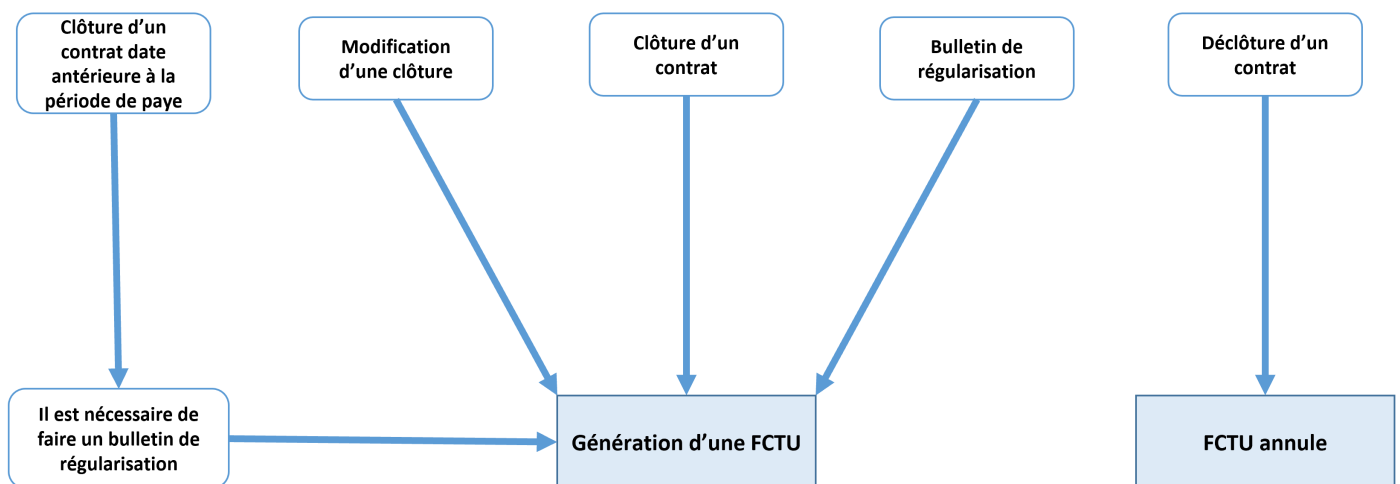 Clôture d’un
contrat date
antérieure à la
période de paye
Modification
d’une clôture
Clôture d’un
contrat
Bulletin de
régularisation
Déclôture d’un
contrat
Il est nécessaire de
faire un bulletin de
régularisation
Génération d’une FCTU
FCTU annule